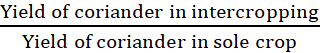 Yield of coriander in intercropping
Yield of coriander in sole crop